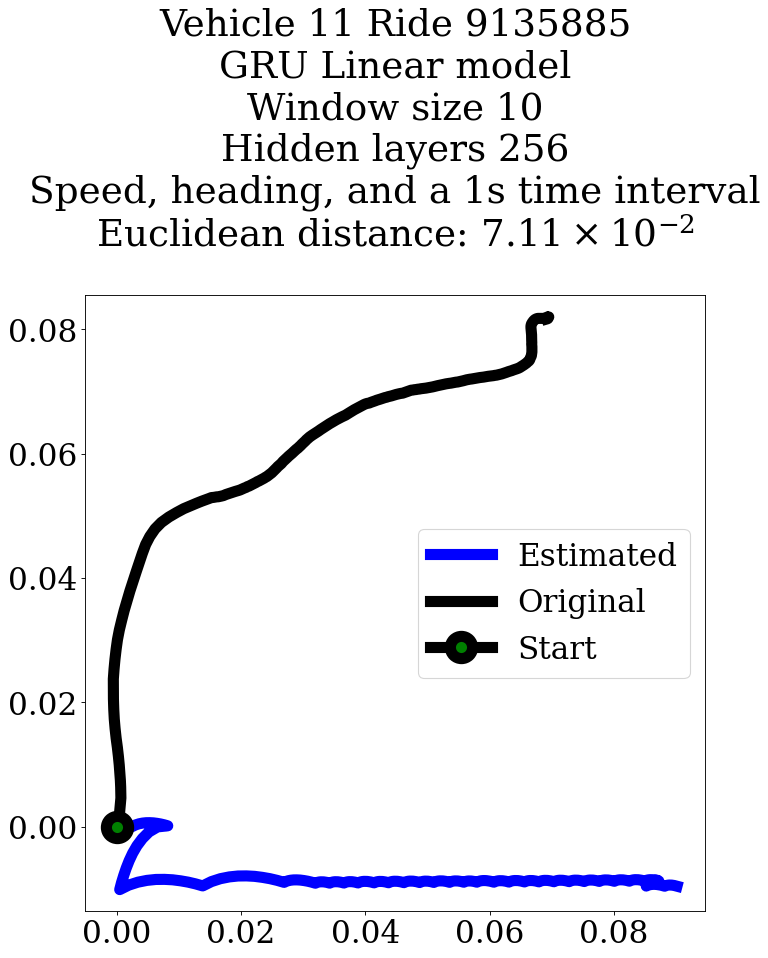 Vehicle 11 Ride 9135885
GRU Linear model
Window size 10
Hidden layers 256
Speed, heading, and a 1s time interval
Euclidean distance: 7.11 × 10⁻²
0.08
0.06
0.04
0.02
0.00
Estimated
Original
Start
0.00 0.02 0.04 0.06 0.08